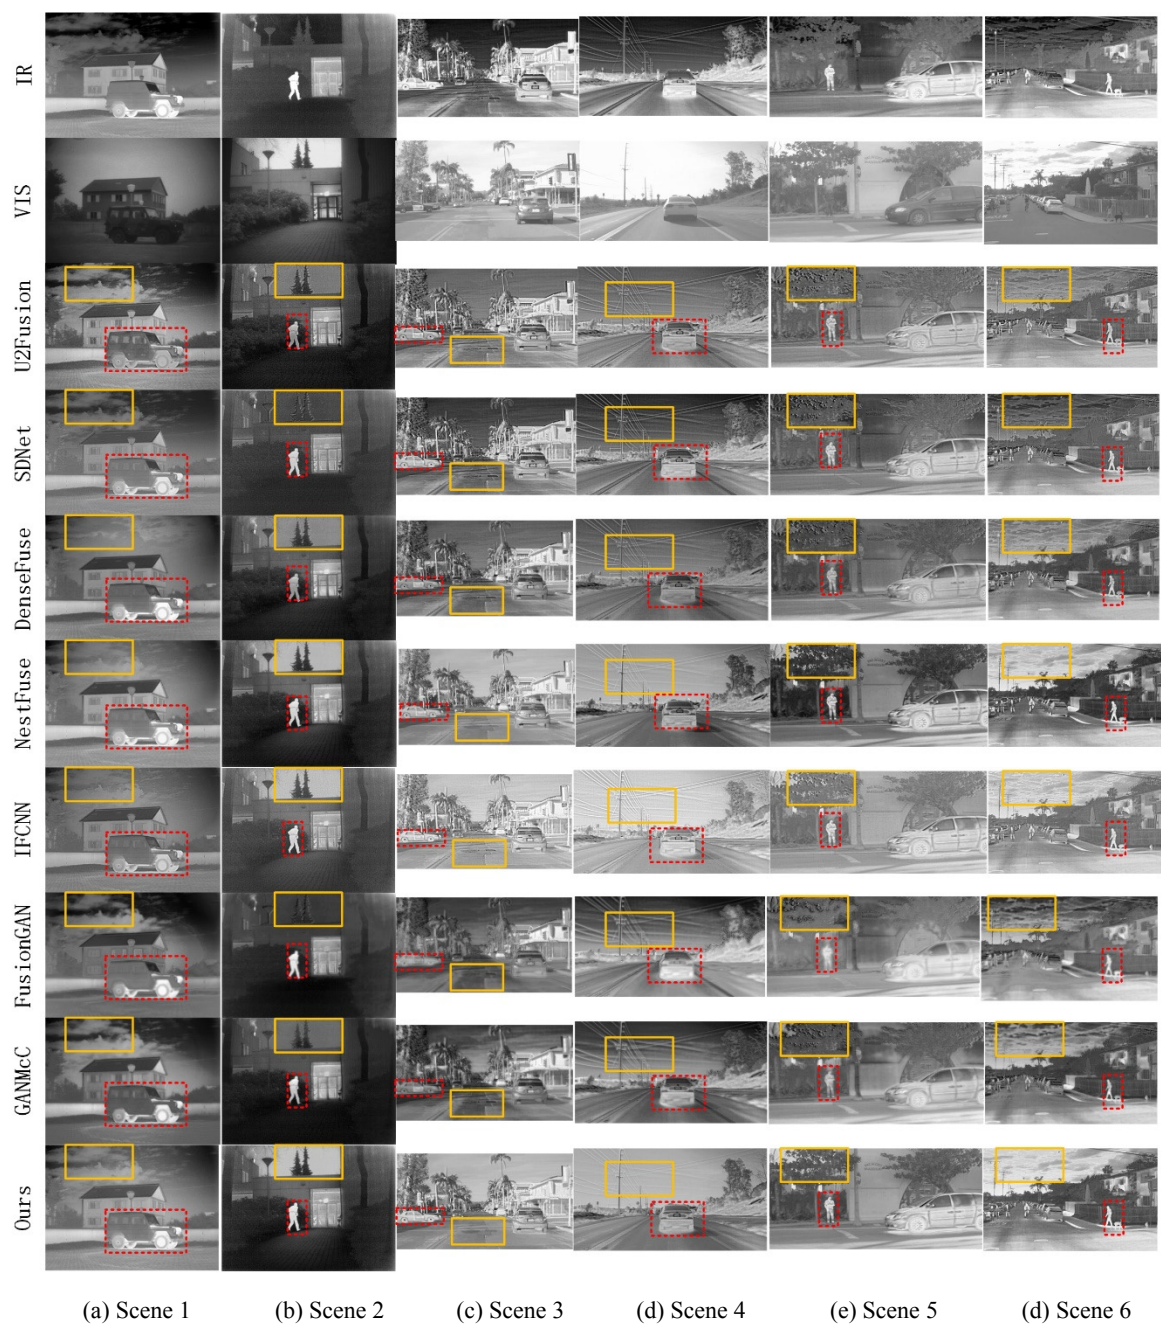 IR
VIS
U2Fusion
SDNet
DenseFuse
NestFuse
IFCNN
FusionGAN
GANMcC
Ours
(a) Scene 1 (b) Scene 2 (c) Scene 3 (d) Scene 4 (e) Scene 5 (d) Scene 6